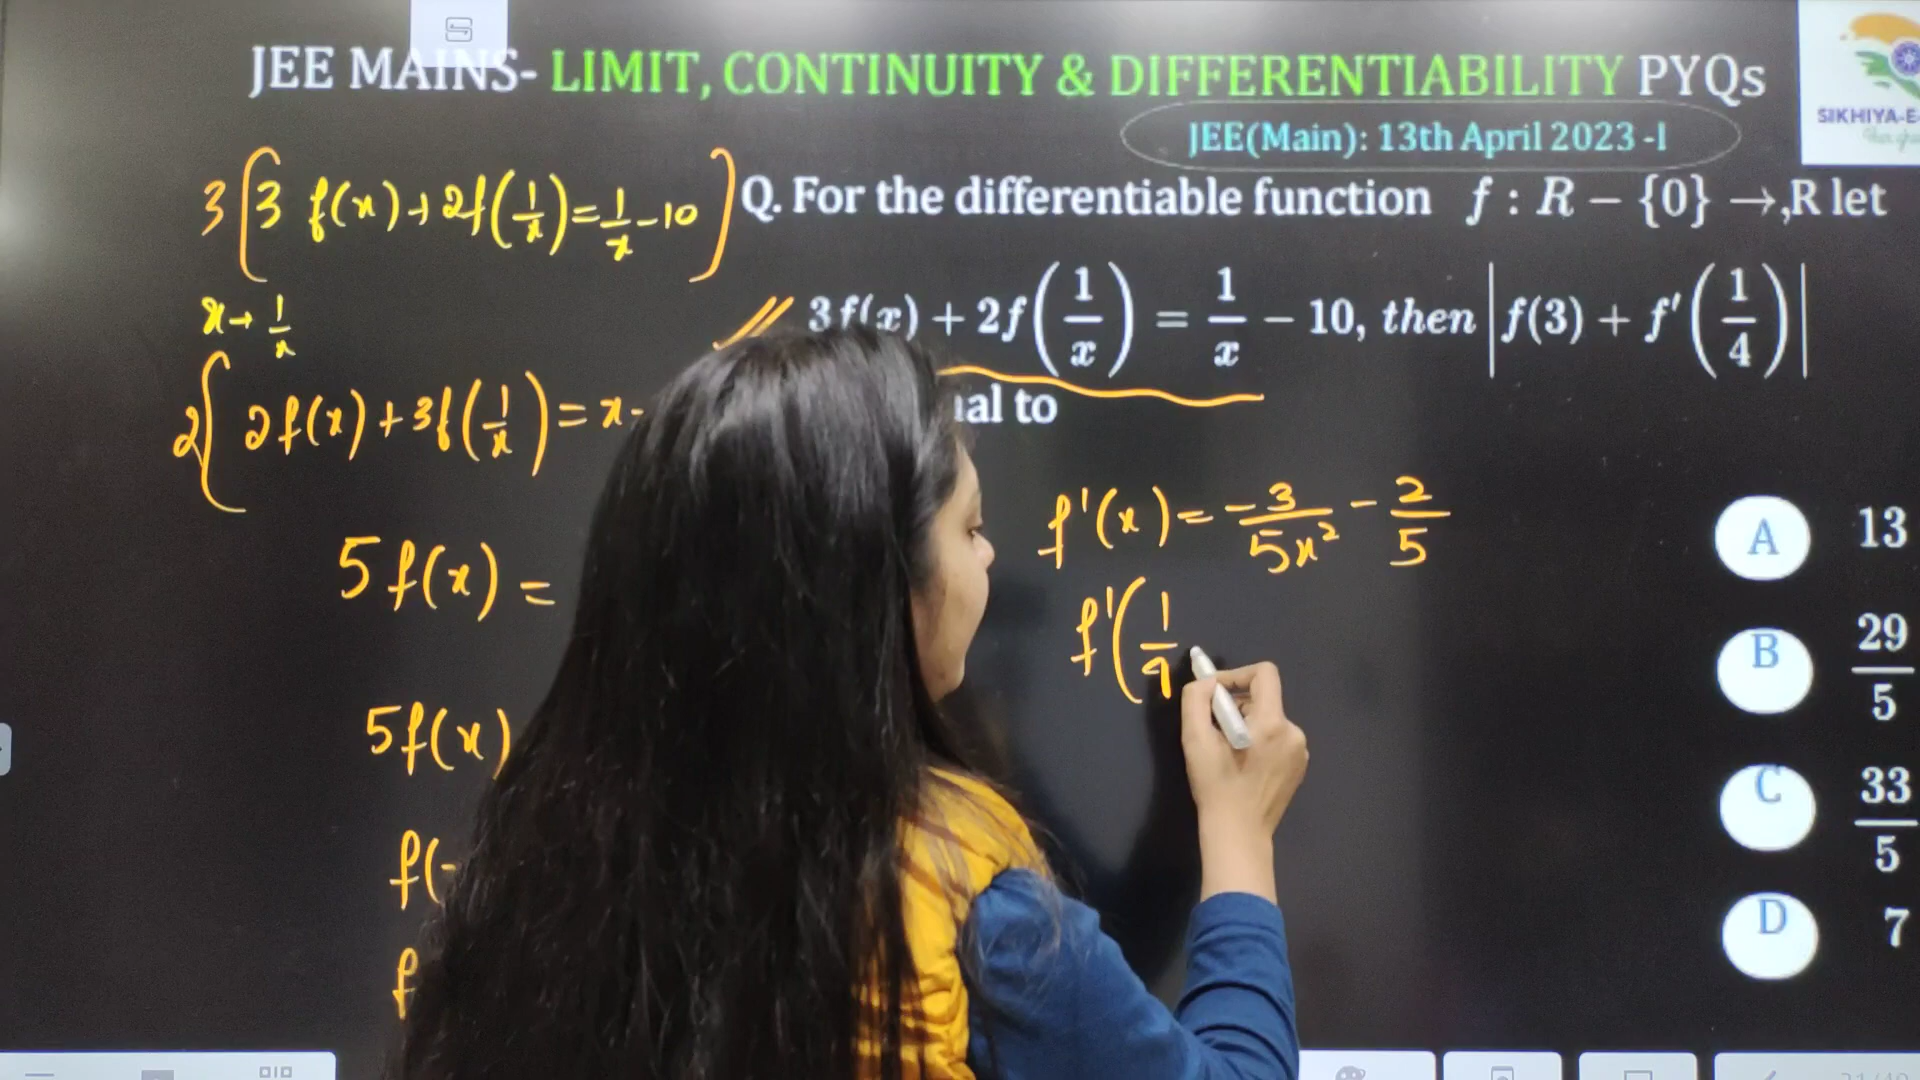 JEE MAINS- LIMIT, CONTINUITY & DIFFERENTIABILITY PYQs
JEE(Main): 13th April 2023 -I
SIKHIYA-E-
Q. For the differentiable function f : R − {0} →,R let
3f(x) + 2f(1/x) = 1/x − 10, then |f(3) + f'(1/4)|
al to
3[3 f(x) + 2f(1/x) = 1/x - 10]
x → 1/x
2[2f(x) + 3f(1/x) = x-
5f(x) =
5f(x)
f(
f
f'(x) = -3/5x² - 2/5
f'(1/4
A 13
B 29/5
C 33/5
D 7